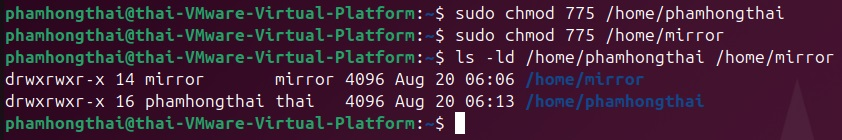 phamhongthai@thai-VMware-Virtual-Platform:~$ sudo chmod 775 /home/phamhongthai
phamhongthai@thai-VMware-Virtual-Platform:~$ sudo chmod 775 /home/mirror
phamhongthai@thai-VMware-Virtual-Platform:~$ ls -ld /home/phamhongthai /home/mirror
drwxrwxr-x 14 mirror       mirror 4096 Aug 20 06:06 /home/mirror
drwxrwxr-x 16 phamhongthai thai   4096 Aug 20 06:13 /home/phamhongthai
phamhongthai@thai-VMware-Virtual-Platform:~$